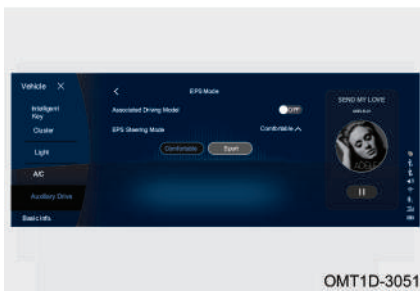 Vehicle X
Intelligent
Key
Cluster
Light
A/C
Auxiliary Drive
Basic info.
EPS Mode
Associated Driving Model
OFF
EPS Steering Mode
Comfortable
Comfortable
Sport
SEND MY LOVE
ADELE
OMT1D-3051